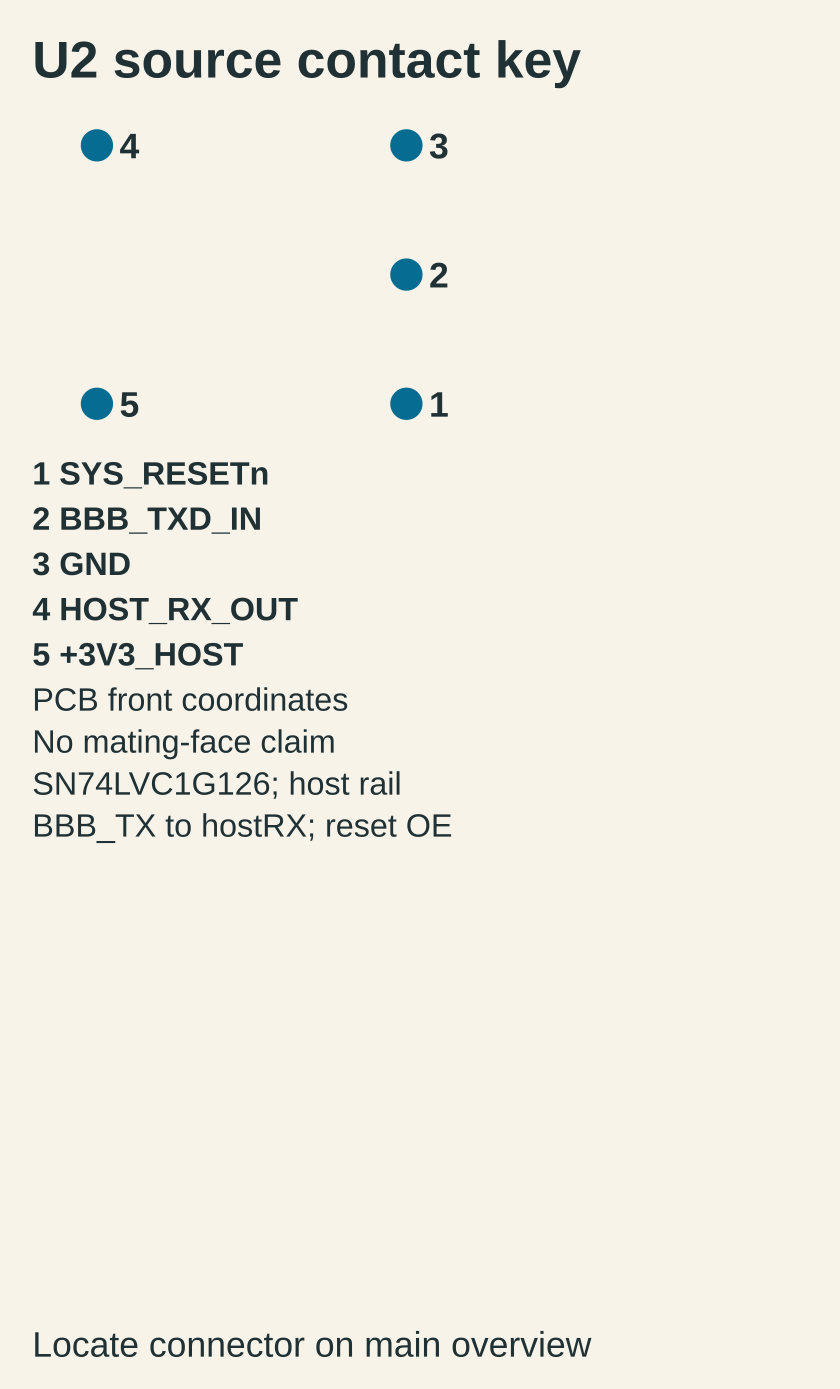 U2 source contact key
4 3
2
5 1
1 SYS_RESETn
2 BBB_TXD_IN
3 GND
4 HOST_RX_OUT
5 +3V3_HOST
PCB front coordinates
No mating-face claim
SN74LVC1G126; host rail
BBB_TX to hostRX; reset OE
Locate connector on main overview